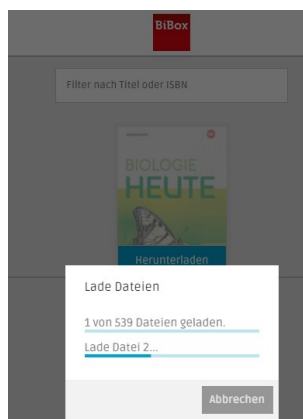 BiBox
Filter nach Titel oder ISBN
BIOLOGIE
HEUTE
Herunterladen
Lade Dateien
1 von 539 Dateien geladen.
Lade Datei 2...
Abbrechen